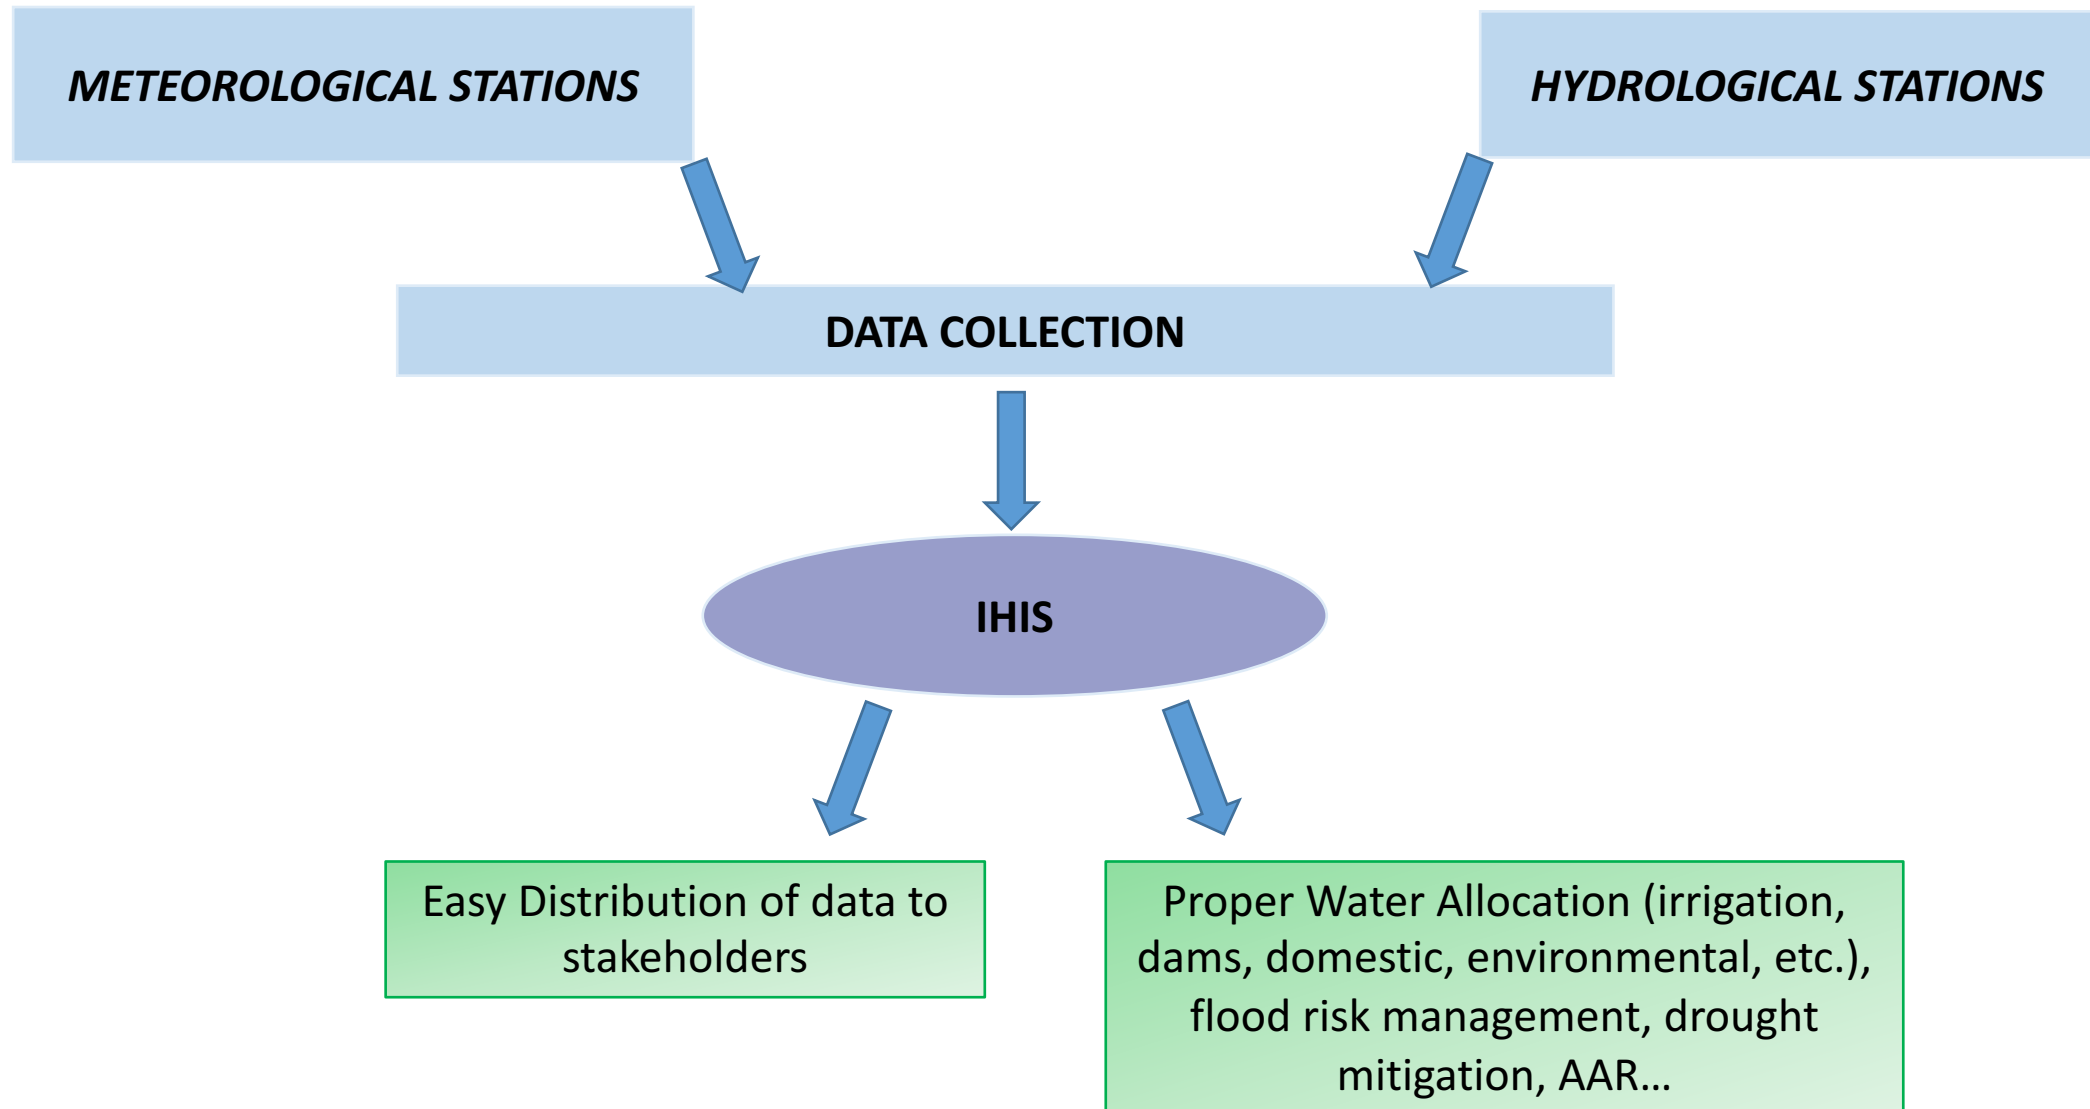 METEOROLOGICAL STATIONS
HYDROLOGICAL STATIONS
DATA COLLECTION
IHIS
Easy Distribution of data to
stakeholders
Proper Water Allocation (irrigation,
dams, domestic, environmental, etc.),
flood risk management, drought
mitigation, AAR...